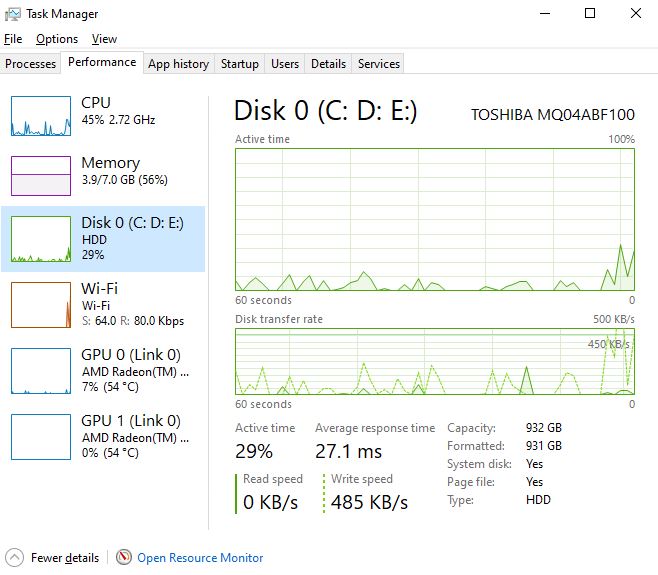 Task Manager
File Options View
Processes Performance App history Startup Users Details Services
CPU
45% 2.72 GHz
Memory
3.9/7.0 GB (56%)
Disk 0 (C: D: E:)
HDD
29%
Wi-Fi
Wi-Fi
S: 64.0 R: 80.0 Kbps
GPU 0 (Link 0)
AMD Radeon(TM) ...
7% (54 °C)
GPU 1 (Link 0)
AMD Radeon(TM) ...
0% (54 °C)
Disk 0 (C: D: E:) TOSHIBA MQ04ABF100
Active time 100%
60 seconds 0
Disk transfer rate 500 KB/s
450 KB/s
60 seconds 0
Active time Average response time
29% 27.1 ms
Read speed Write speed
0 KB/s 485 KB/s
Capacity: 932 GB
Formatted: 931 GB
System disk: Yes
Page file: Yes
Type: HDD
Fewer details Open Resource Monitor